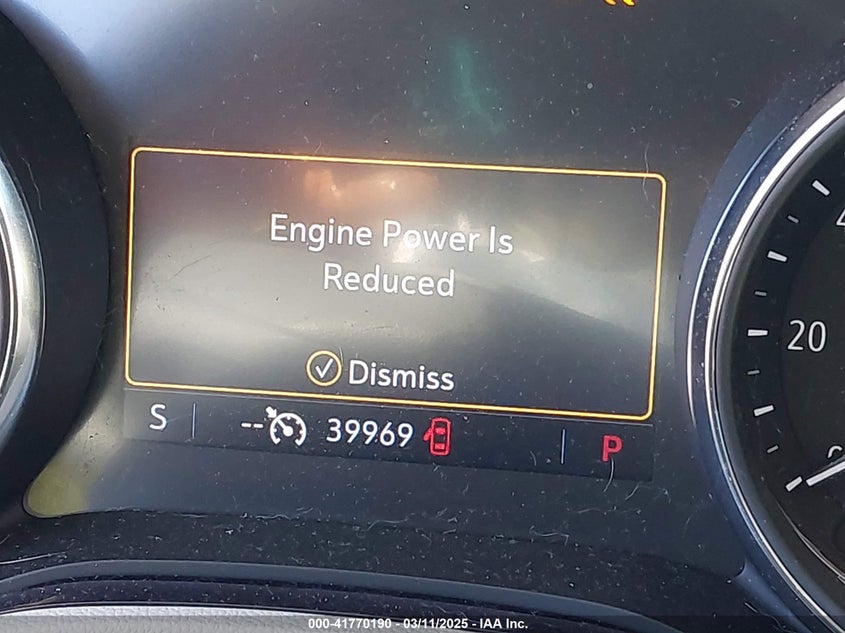 Engine Power Is
Reduced
Dismiss
S
-- 39969 P
20
000-41770190 - 03/11/2025 - IAA Inc.